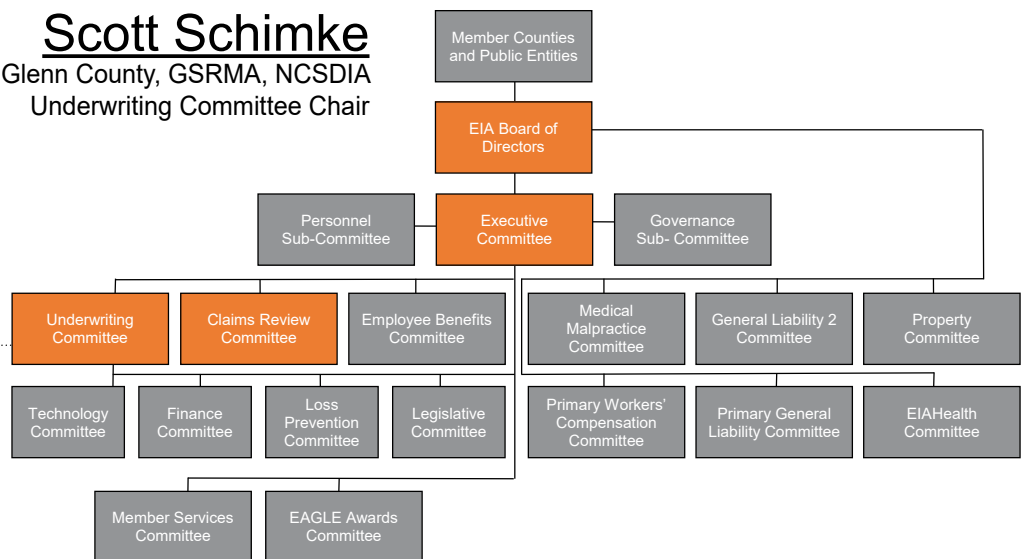 Scott Schimke
Glenn County, GSRMA, NCSDIA
Underwriting Committee Chair
Member Counties
and Public Entities
EIA Board of
Directors
Personnel
Sub-Committee
Executive
Committee
Governance
Sub- Committee
Underwriting
Committee
Claims Review
Committee
Employee Benefits
Committee
Medical
Malpractice
Committee
General Liability 2
Committee
Property
Committee
Technology
Committee
Finance
Committee
Loss
Prevention
Committee
Legislative
Committee
Primary Workers'
Compensation
Committee
Primary General
Liability Committee
EIAHealth
Committee
Member Services
Committee
EAGLE Awards
Committee